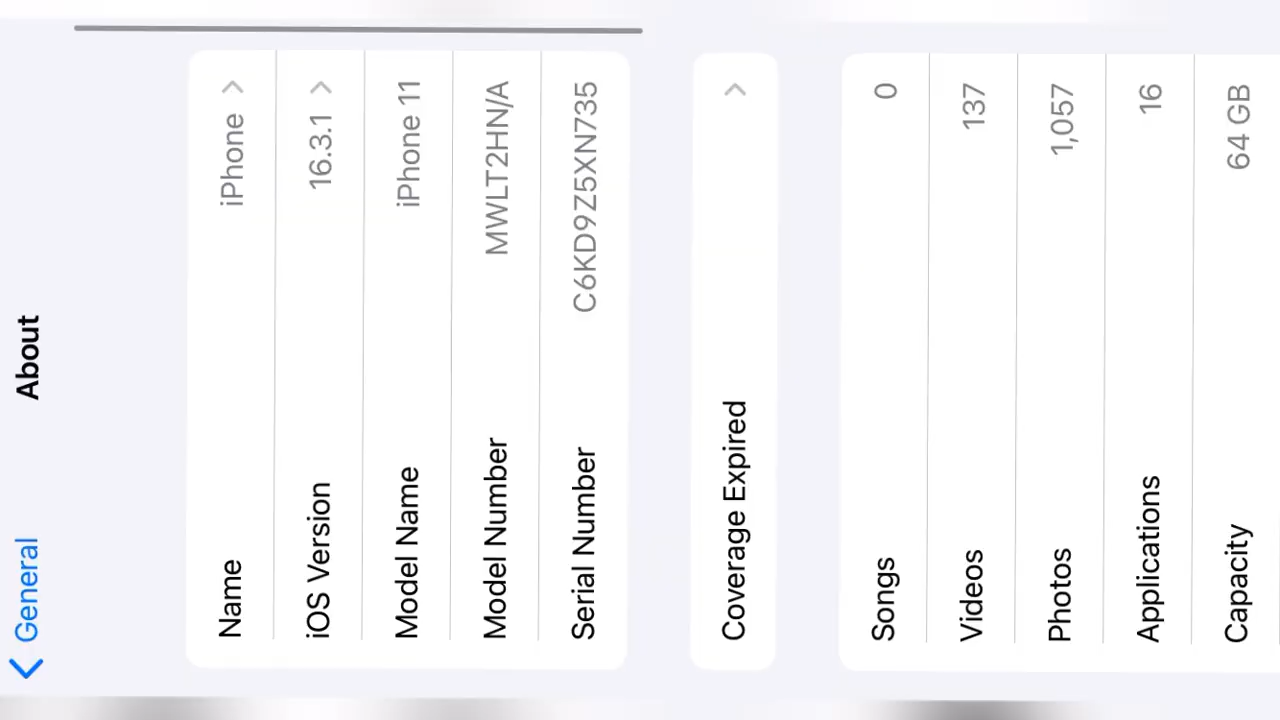 General
About
Name iPhone
iOS Version 16.3.1
Model Name iPhone 11
Model Number MWLT2HN/A
Serial Number C6KD9Z5XN735
Coverage Expired
Songs 0
Videos 137
Photos 1,057
Applications 16
Capacity 64 GB